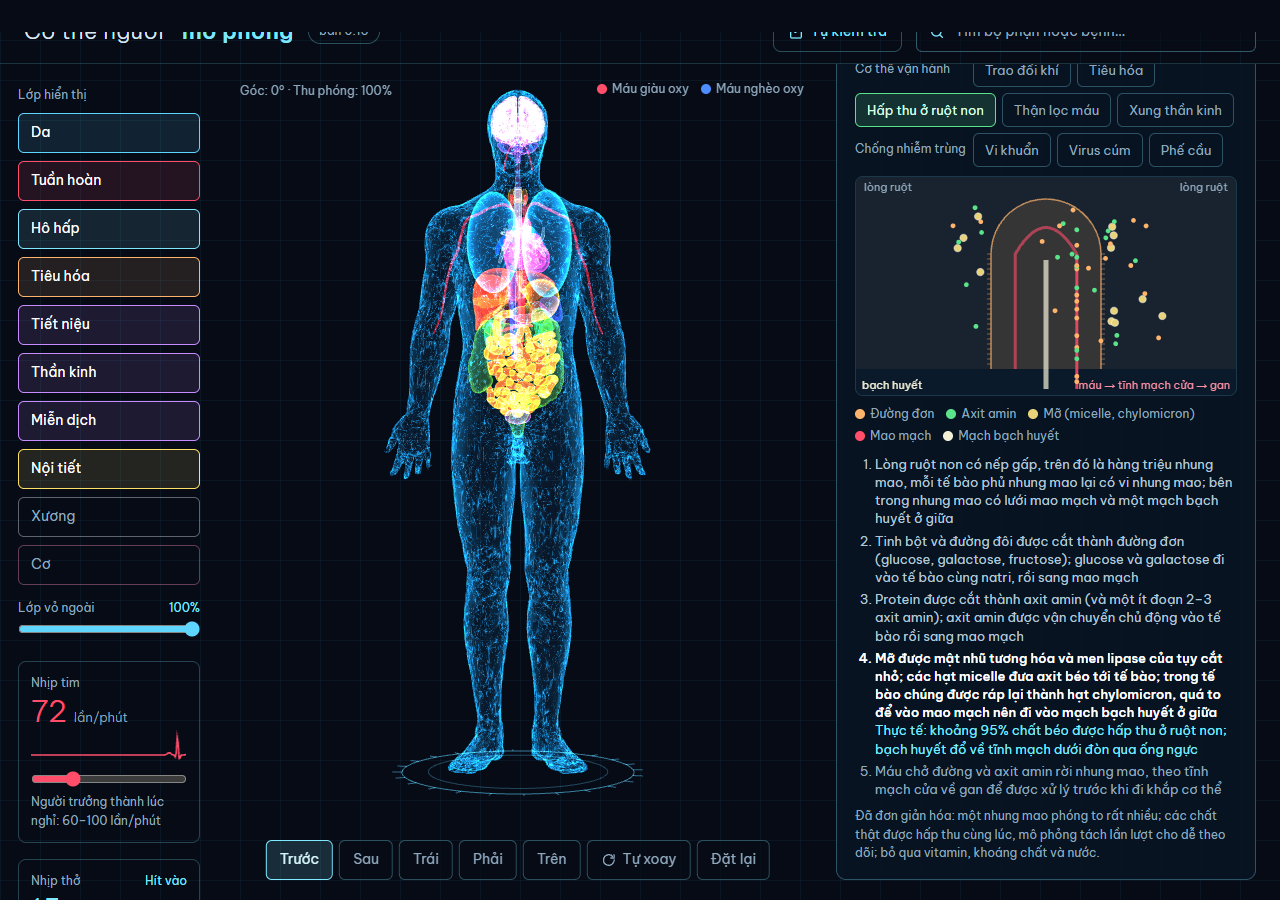 Cơ thể người mô phỏng
Tự kiểm tra
Tìm bộ phận hoặc bệnh...
Lớp hiển thị
Da
Tuần hoàn
Hô hấp
Tiêu hóa
Tiết niệu
Thần kinh
Miễn dịch
Nội tiết
Xương
Cơ
Lớp vỏ ngoài 100%
Nhịp tim
72 lần/phút
Người trưởng thành lúc
nghỉ: 60–100 lần/phút
Nhịp thở Hít vào
Góc: 0° · Thu phóng: 100%
Máu giàu oxy Máu nghèo oxy
Trước Sau Trái Phải Trên Tự xoay Đặt lại
Cơ thể vận hành Trao đổi khí Tiêu hóa
Hấp thu ở ruột non Thận lọc máu Xung thần kinh
Chống nhiễm trùng Vi khuẩn Virus cúm Phế cầu
lòng ruột lòng ruột
bạch huyết máu → tĩnh mạch cửa → gan
Đường đơn Axit amin Mỡ (micelle, chylomicron)
Mao mạch Mạch bạch huyết
1. Lòng ruột non có nếp gấp, trên đó là hàng triệu nhung
mao, mỗi tế bào phủ nhung mao lại có vi nhung mao; bên
trong nhung mao có lưới mao mạch và một mạch bạch
huyết ở giữa
2. Tinh bột và đường đôi được cắt thành đường đơn
(glucose, galactose, fructose); glucose và galactose đi
vào tế bào cùng natri, rồi sang mao mạch
3. Protein được cắt thành axit amin (và một ít đoạn 2–3
axit amin); axit amin được vận chuyển chủ động vào tế
bào rồi sang mao mạch
4. Mỡ được mật nhũ tương hóa và men lipase của tụy cắt
nhỏ; các hạt micelle đưa axit béo tới tế bào; trong tế
bào chúng được ráp lại thành hạt chylomicron, quá to
để vào mao mạch nên đi vào mạch bạch huyết ở giữa
Thực tế: khoảng 95% chất béo được hấp thu ở ruột non;
bạch huyết đổ về tĩnh mạch dưới đòn qua ống ngực
5. Máu chở đường và axit amin rời nhung mao, theo tĩnh
mạch cửa về gan để được xử lý trước khi đi khắp cơ thể
Đã đơn giản hóa: một nhung mao phóng to rất nhiều; các chất
thật được hấp thu cùng lúc, mô phỏng tách lần lượt cho dễ theo
dõi; bỏ qua vitamin, khoáng chất và nước.